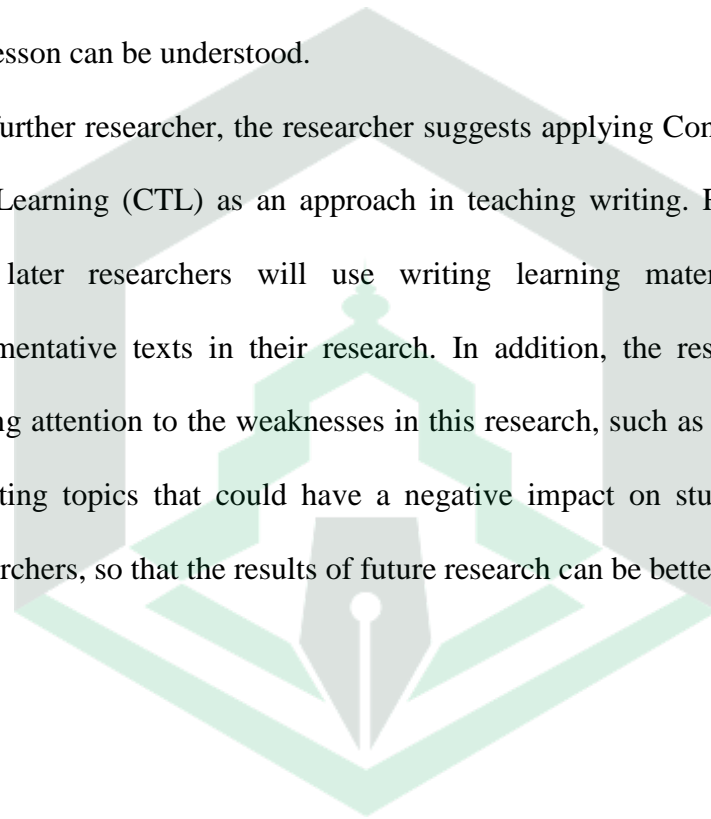 esson can be understood.
further researcher, the researcher suggests applying Con
Learning (CTL) as an approach in teaching writing.
later researchers will use writing learning mater
mentative texts in their research. In addition, the res
ng attention to the weaknesses in this research, such as
ting topics that could have a negative impact on stu
rchers, so that the results of future research can be bette